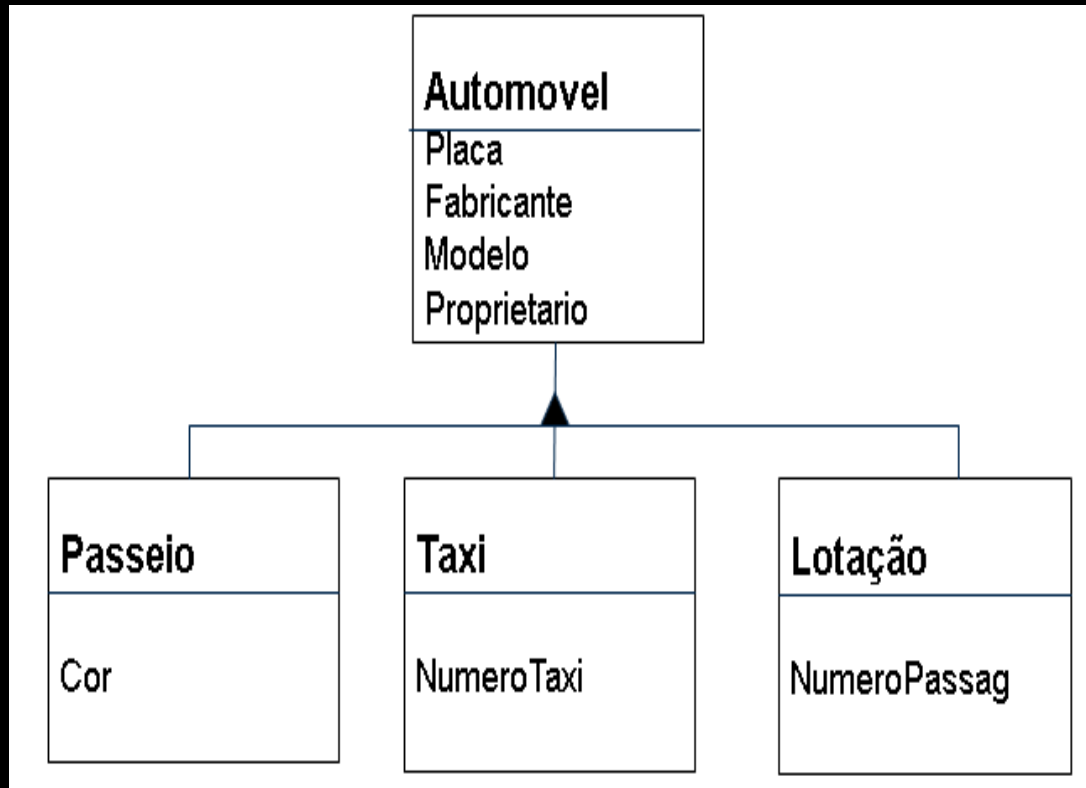 Automovel
Placa
Fabricante
Modelo
Proprietario
Passeio
Cor
Taxi
NumeroTaxi
Lotação
NumeroPassag